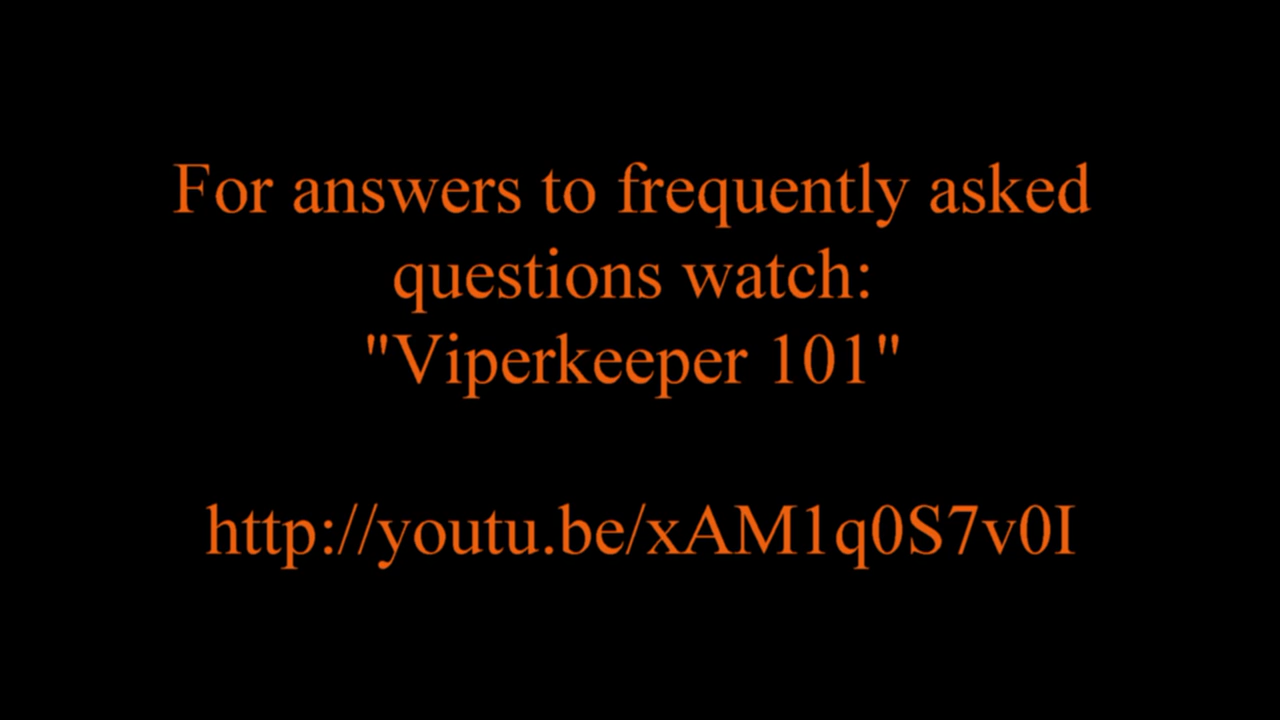 For answers to frequently asked
questions watch:
"Viperkeeper 101"
http://youtu.be/xAM1q0S7v0I